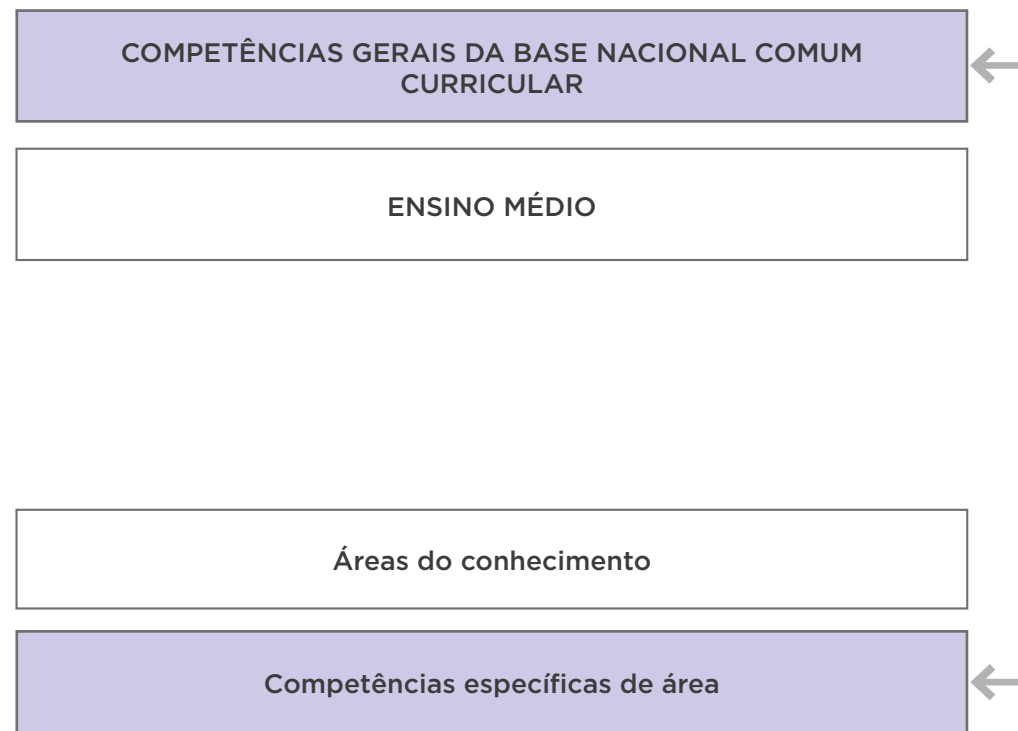 COMPETÊNCIAS GERAIS DA BASE NACIONAL COMUM
CURRICULAR
ENSINO MÉDIO
Áreas do conhecimento
Competências específicas de área